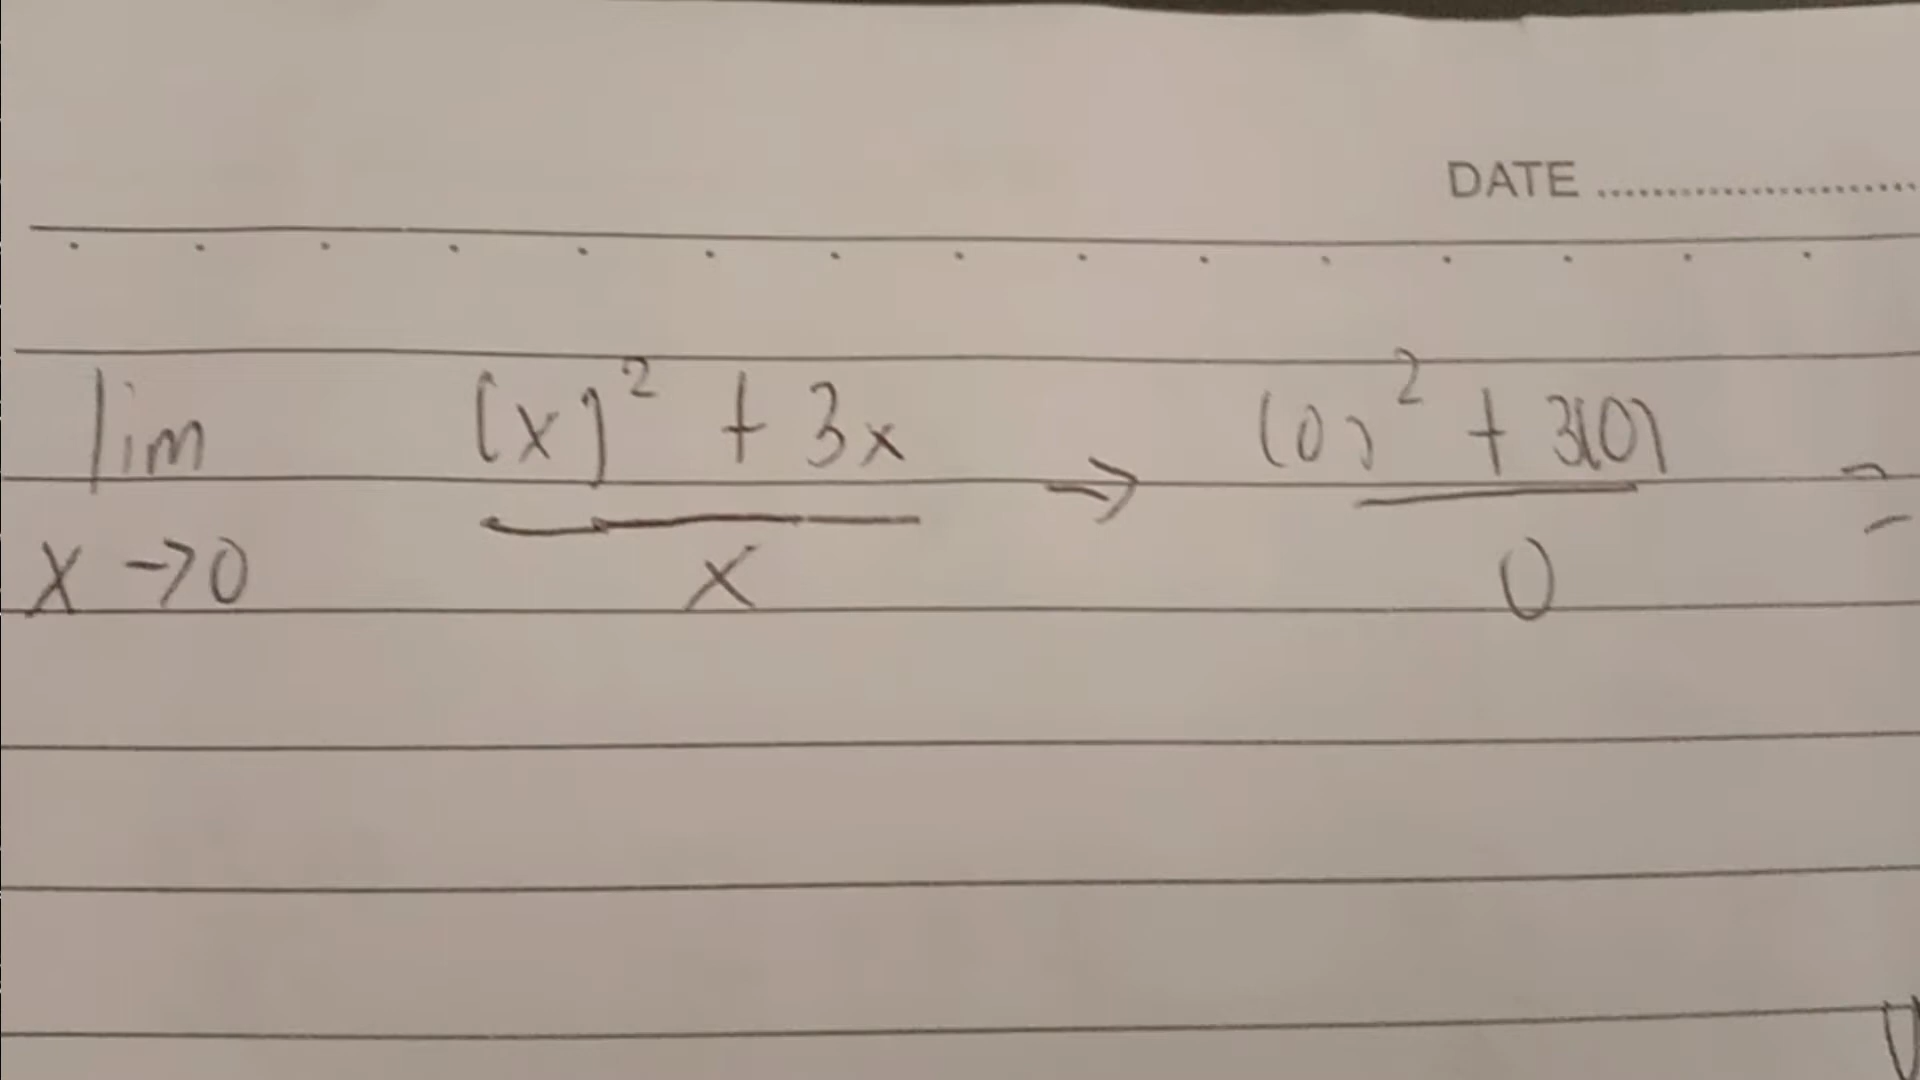 DATE ....................
lim (x)² + 3x → (0)² + 3(0) =
x → 0 x 0